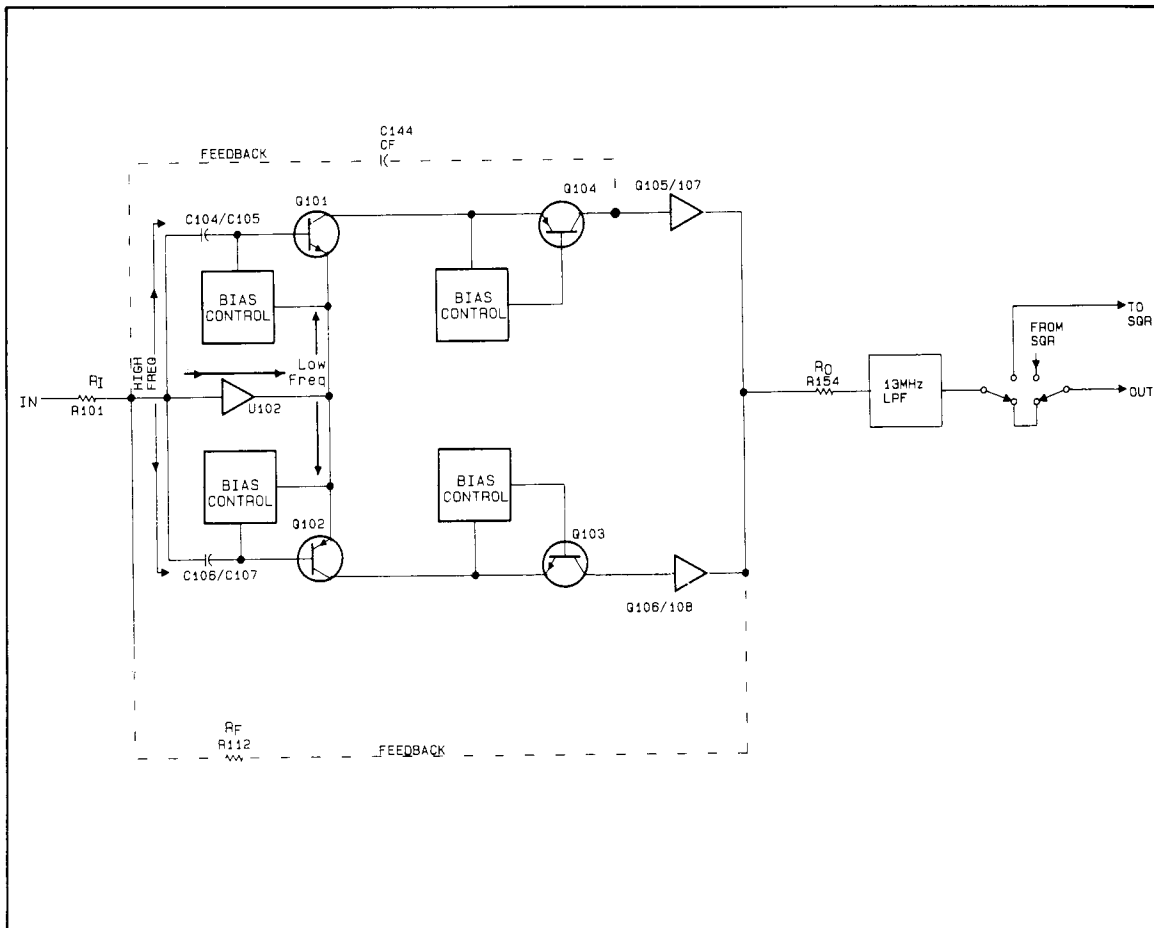 C144
CF
FEEDBACK
Q101
Q104
Q105/107
C104/C105
BIAS
CONTROL
BIAS
CONTROL
HIGH
FREQ
Low
Freq
RI
IN
R101
U102
TO
SQR
FROM
SQR
RO
R154
13MHz
LPF
OUT
BIAS
CONTROL
BIAS
CONTROL
Q102
Q103
C106/C107
Q106/108
RF
R112
FEEDBACK